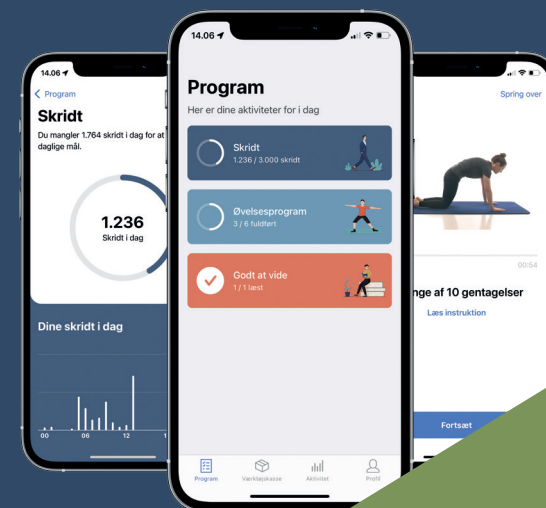 14.06
Program
Skridt
Du mangler 1.764 skridt i dag for at
daglige mål.
1.236
Skridt i dag
Dine skridt i dag
00 06 12 1
14.06
Program
Her er dine aktiviteter for i dag
Skridt
1.236 / 3.000 skridt
Øvelsesprogram
3 / 6 fuldført
Godt at vide
1 / 1 læst
Program Værktøjskasse Aktivitet Profil
Spring over
00:54
nge af 10 gentagelser
Læs instruktion
Fortsæt